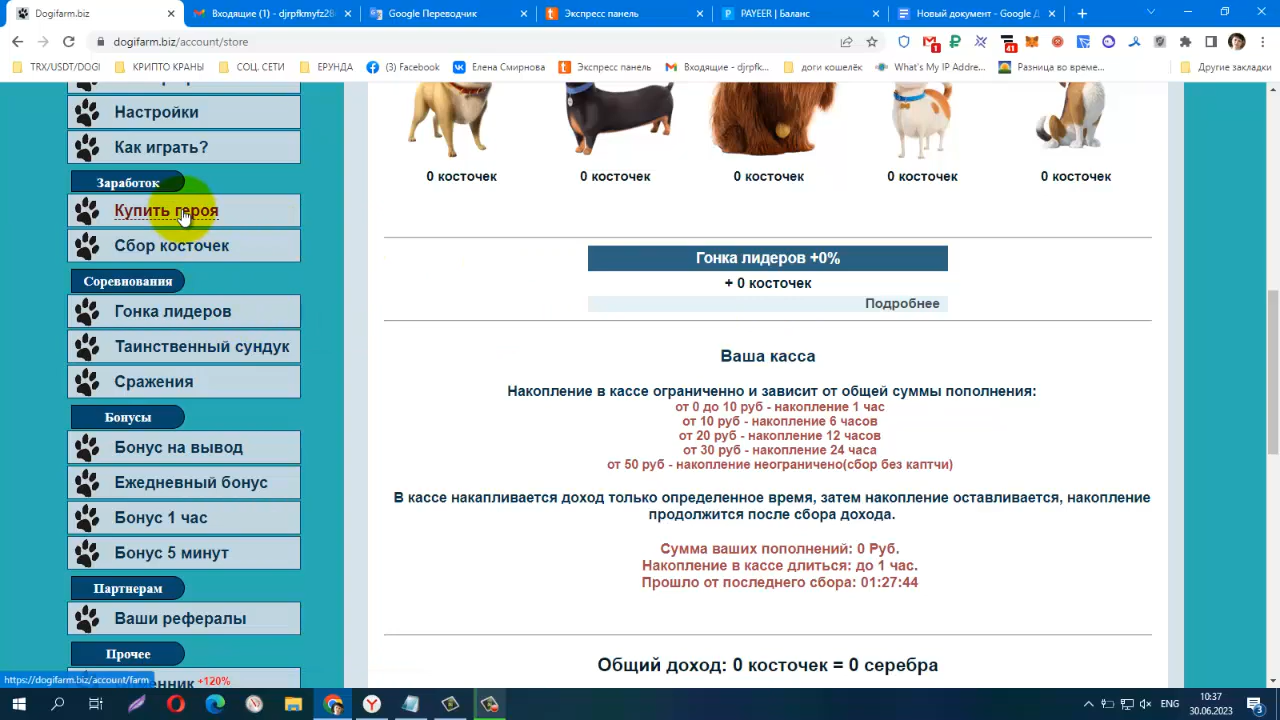 Dogifarm.biz
Входящие (1) - djrpfkmyfz28
Google Переводчик
Экспресс панель
PAYEER | Баланс
Новый документ - Google Д
dogifarm.biz/account/store
1
41
TRX/USDT/DOGI
КРИПТО КРАНЫ
СОЦ. СЕТИ
ЕРУНДА
(3) Facebook
Елена Смирнова
Экспресс панель
Входящие - djrpfk...
доги кошелёк
What's My IP Addre...
Разница во време...
Другие закладки
Настройки
Как играть?
Заработок
Купить героя
Сбор косточек
Соревнования
Гонка лидеров
Таинственный сундук
Сражения
Бонусы
Бонус на вывод
Ежедневный бонус
Бонус 1 час
Бонус 5 минут
Партнерам
Ваши рефералы
Прочее
+120%
0 косточек
0 косточек
0 косточек
0 косточек
0 косточек
Гонка лидеров +0%
+ 0 косточек
Подробнее
Ваша касса
Накопление в кассе ограниченно и зависит от общей суммы пополнения:
от 0 до 10 руб - накопление 1 час
от 10 руб - накопление 6 часов
от 20 руб - накопление 12 часов
от 30 руб - накопление 24 часа
от 50 руб - накопление неограничено(сбор без каптчи)
В кассе накапливается доход только определенное время, затем накопление оставливается, накопление
продолжится после сбора дохода.
Сумма ваших пополнений: 0 Руб.
Накопление в кассе длиться: до 1 час.
Прошло от последнего сбора: 01:27:44
Общий доход: 0 косточек = 0 серебра
https://dogifarm.biz/account/farm
ENG
10:37
30.06.2023
3